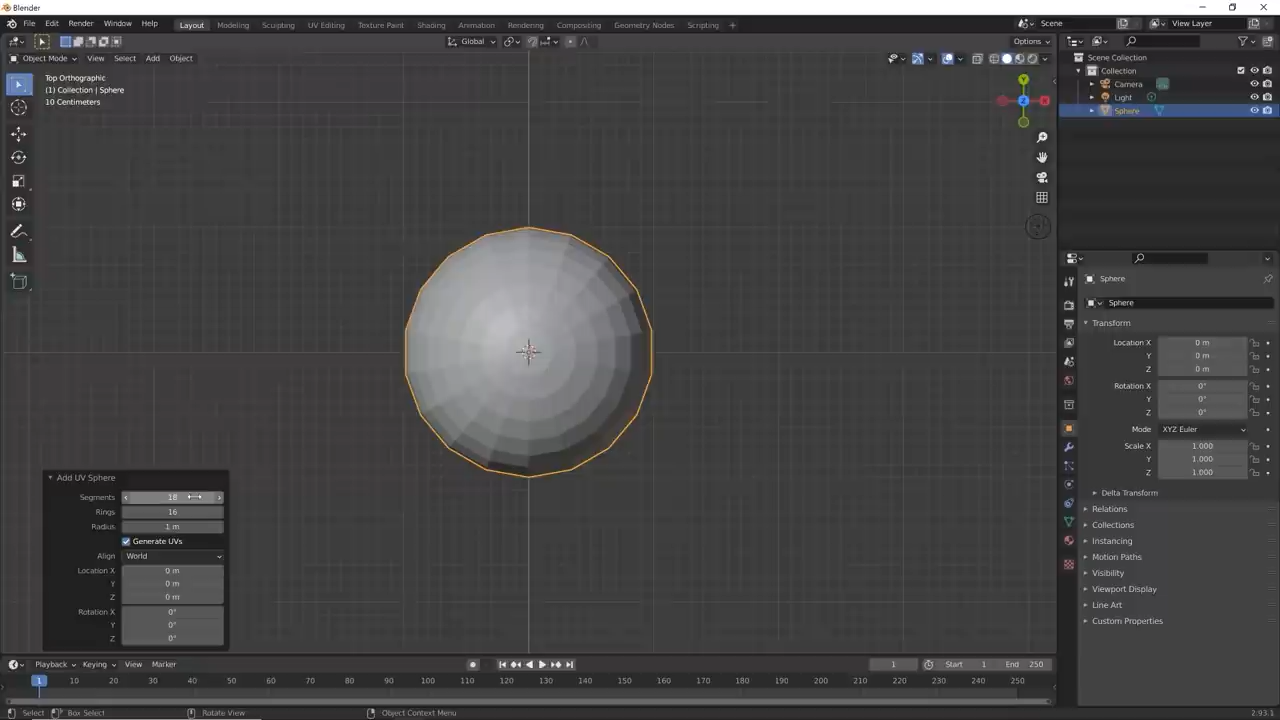 Blender
File Edit Render Window Help Layout Modeling Sculpting UV Editing Texture Paint Shading Animation Rendering Compositing Geometry Nodes Scripting + Scene View Layer
Global Options
Object Mode View Select Add Object
Top Orthographic
(1) Collection | Sphere
10 Centimeters
Y
Z X
Scene Collection
Collection
Camera
Light
Sphere
Sphere
Sphere
Transform
Location X 0 m
Y 0 m
Z 0 m
Rotation X 0°
Y 0°
Z 0°
Mode XYZ Euler
Scale X 1.000
Y 1.000
Z 1.000
Delta Transform
Relations
Collections
Instancing
Motion Paths
Visibility
Viewport Display
Line Art
Custom Properties
Add UV Sphere
Segments 18
Rings 16
Radius 1 m
Generate UVs
Align World
Location X 0 m
Y 0 m
Z 0 m
Rotation X 0°
Y 0°
Z 0°
Playback Keying View Marker 1 Start 1 End 250
1 10 20 30 40 50 60 70 80 90 100 110 120 130 140 150 160 170 180 190 200 210 220 230 240 250
Select Box Select Rotate View Object Context Menu 2.93.1